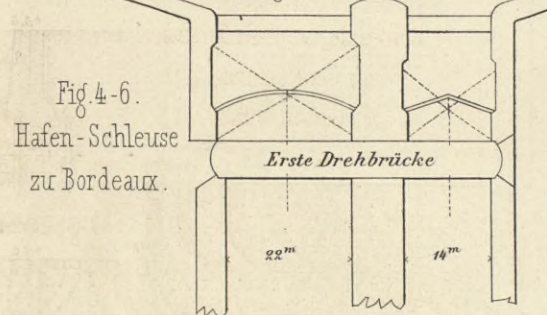 Fig. 4-6.
Hafen-Schleuse
zu Bordeaux.
Erste Drehbrücke
22m
14m